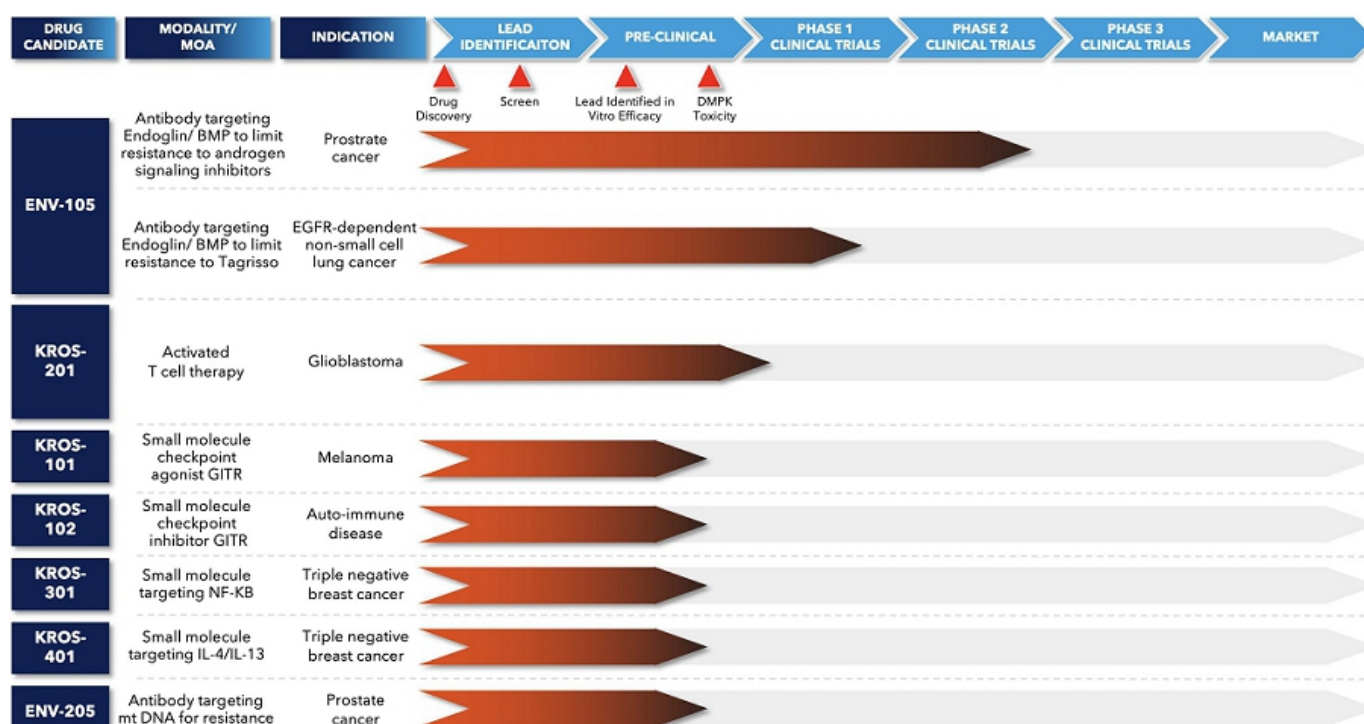 DRUG
CANDIDATE
MODALITY/
MOA
INDICATION
LEAD
IDENTIFICAITON
PRE-CLINICAL
PHASE 1
CLINICAL TRIALS
PHASE 2
CLINICAL TRIALS
PHASE 3
CLINICAL TRIALS
MARKET
Drug
Discovery
Screen
Lead Identified in
Vitro Efficacy
DMPK
Toxicity
ENV-105
Antibody targeting
Endoglin/ BMP to limit
resistance to androgen
signaling inhibitors
Prostrate
cancer
Antibody targeting
Endoglin/ BMP to limit
resistance to Tagrisso
EGFR-dependent
non-small cell
lung cancer
KROS-
201
Activated
T cell therapy
Glioblastoma
KROS-
101
Small molecule
checkpoint
agonist GITR
Melanoma
KROS-
102
Small molecule
checkpoint
inhibitor GITR
Auto-immune
disease
KROS-
301
Small molecule
targeting NF-KB
Triple negative
breast cancer
KROS-
401
Small molecule
targeting IL-4/IL-13
Triple negative
breast cancer
ENV-205
Antibody targeting
mt DNA for resistance
Prostate
cancer